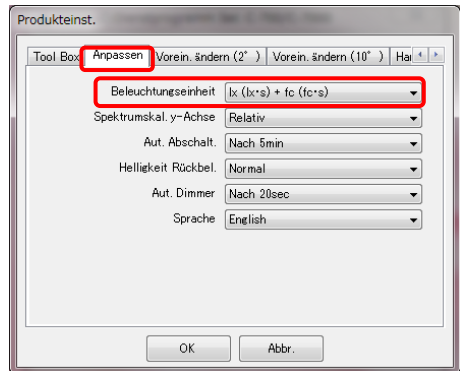 Produkteinst.
Tool Box Anpassen Vorein. ändern (2° ) Vorein. ändern (10° )
Beleuchtungseinheit lx (lx·s) + fc (fc·s)
Spektrumskal. y-Achse Relativ
Aut. Abschalt. Nach 5min
Helligkeit Rückbel. Normal
Aut. Dimmer Nach 20sec
Sprache English
OK Abbr.